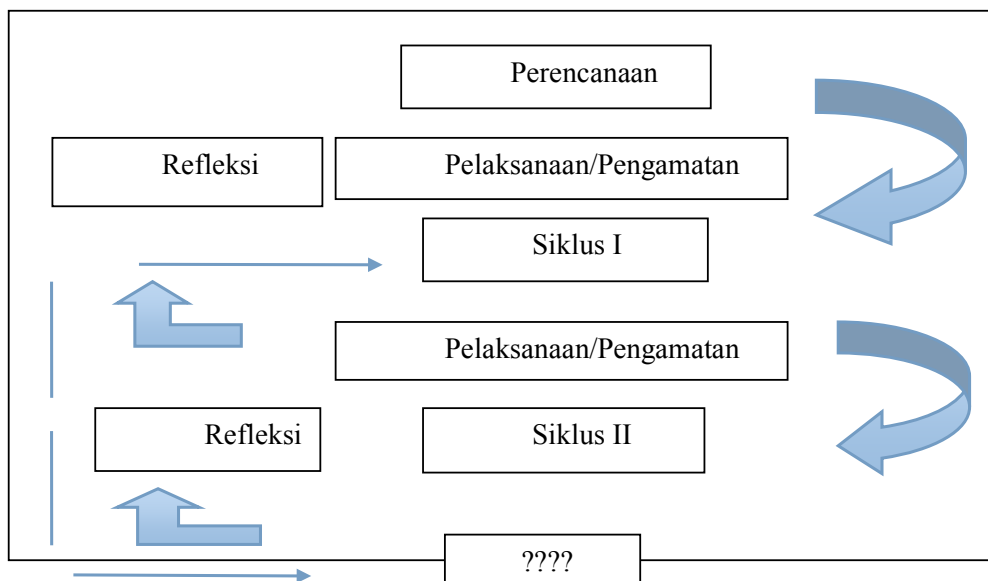 Perencanaan
Refleksi
Pelaksanaan/Pengamatan
Siklus I
Pelaksanaan/Pengamatan
Refleksi
Siklus II
????